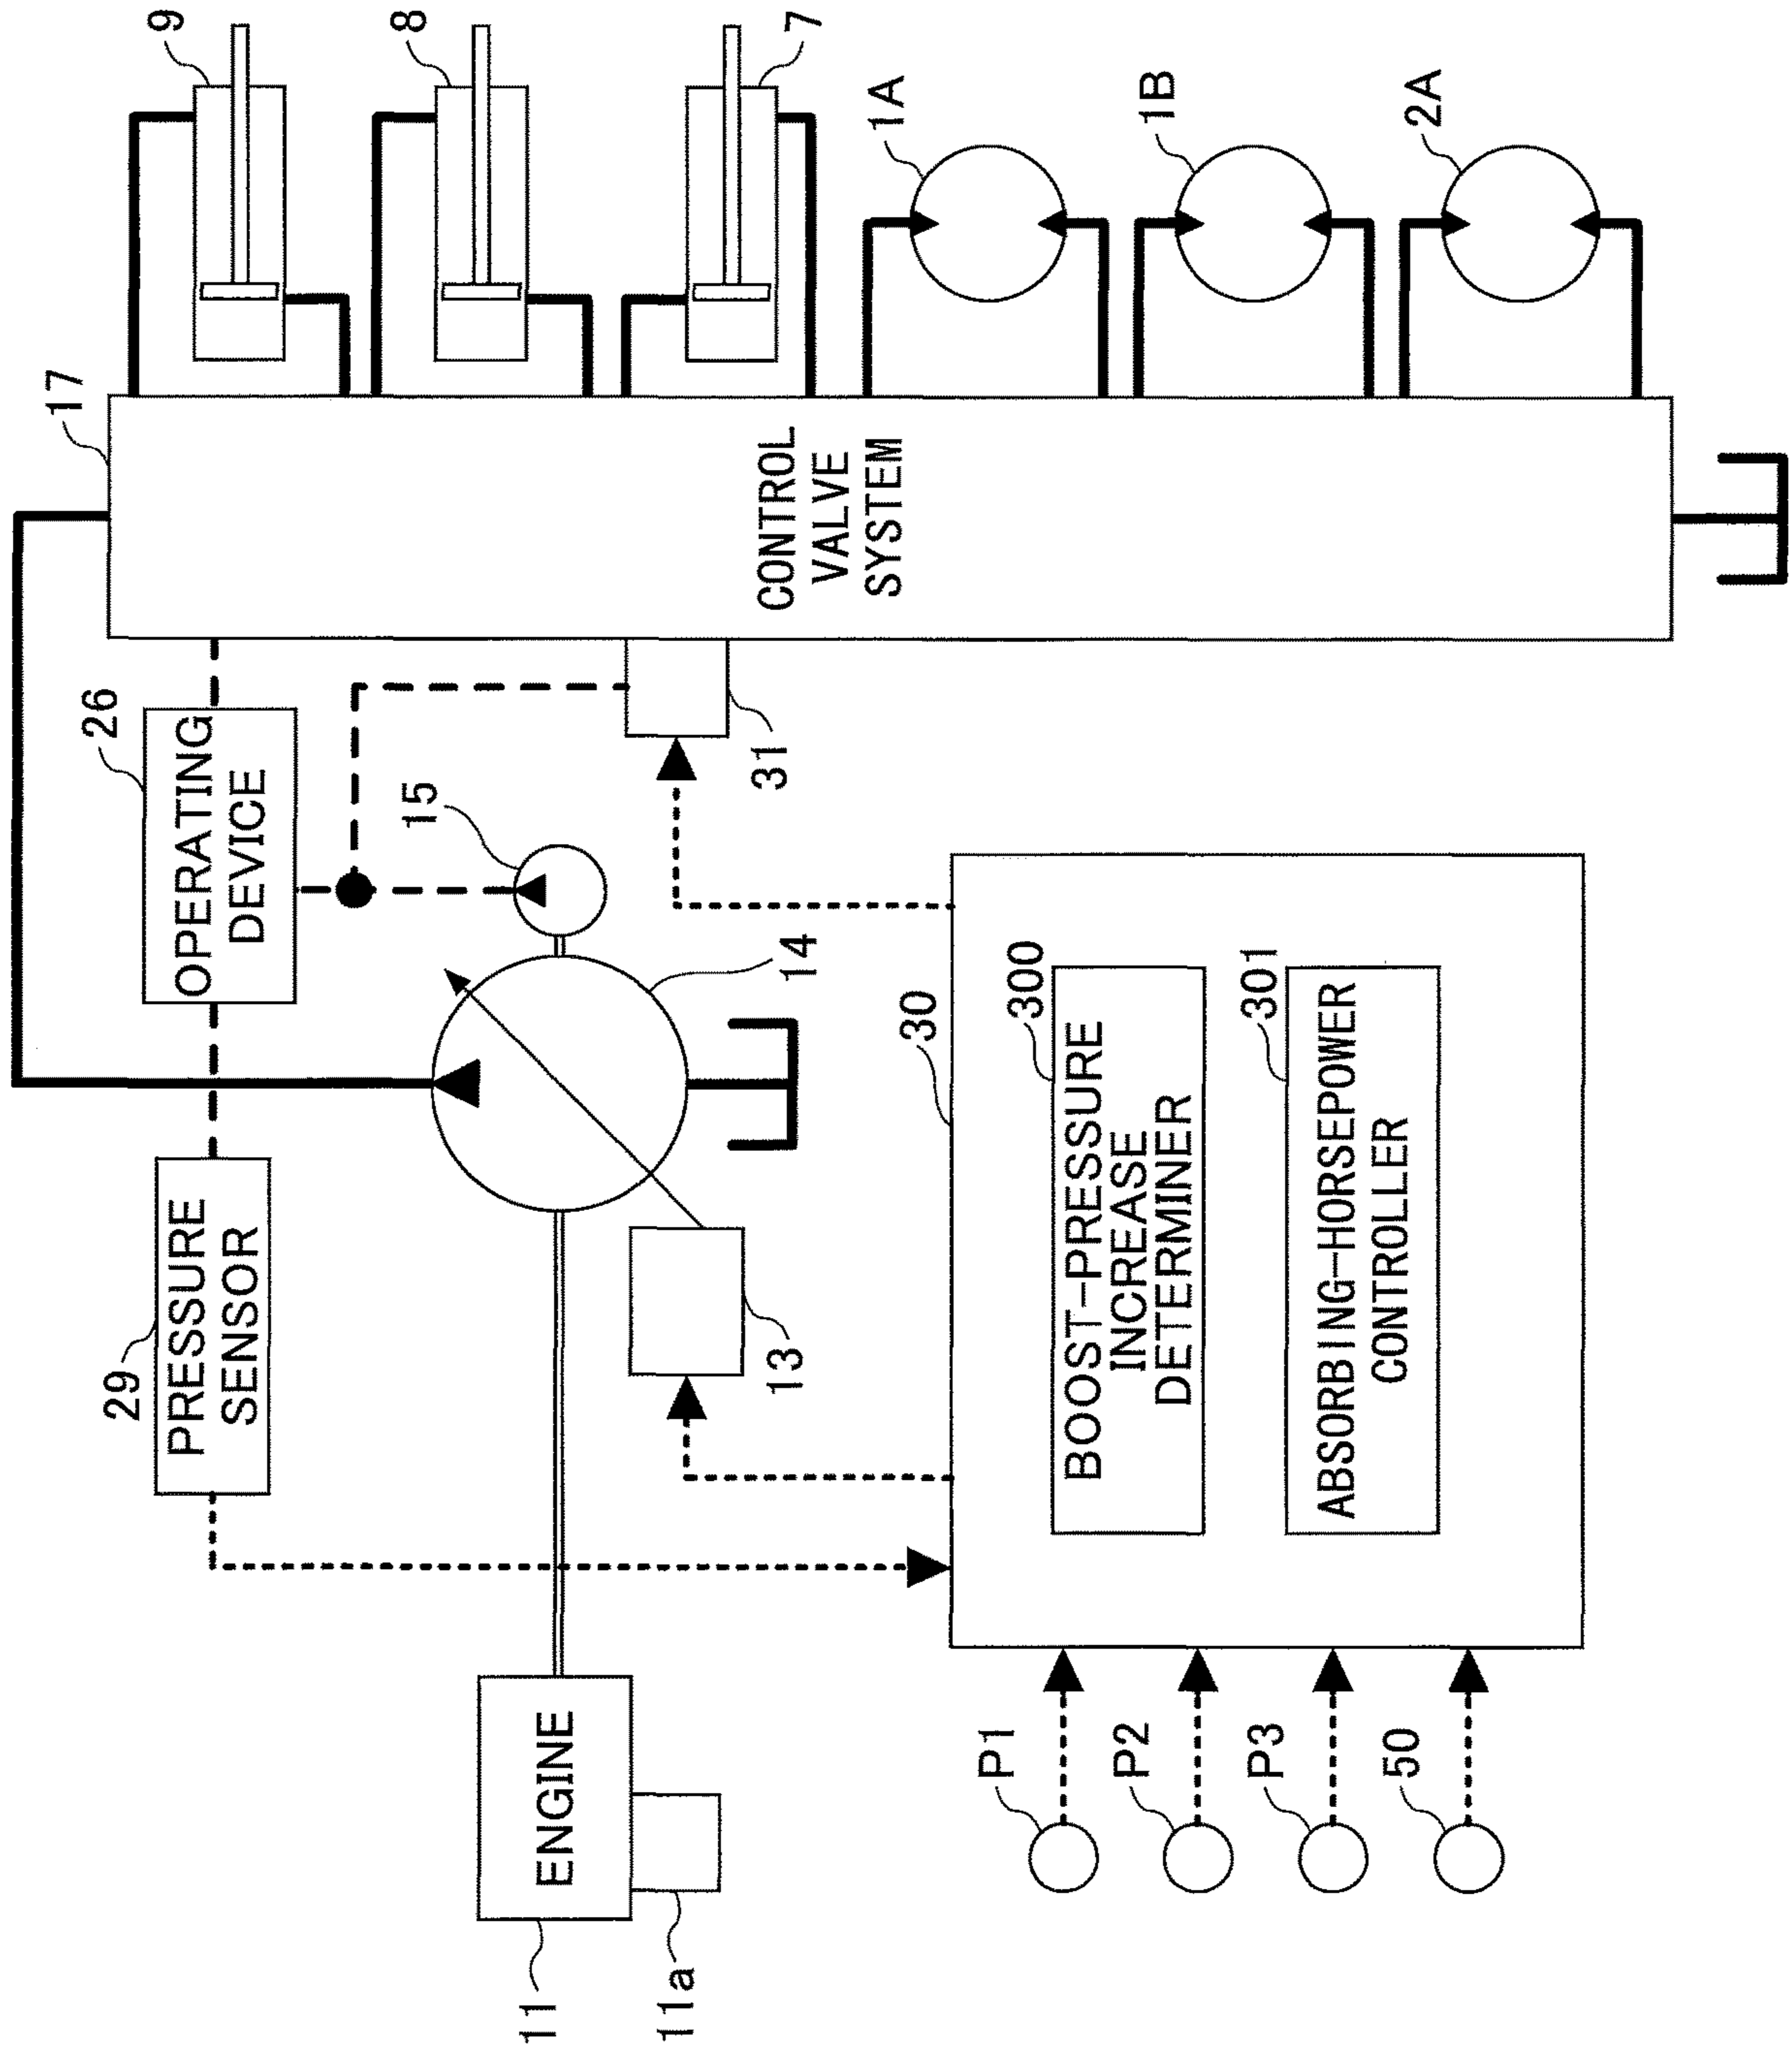 11
11a
ENGINE
29
PRESSURE
SENSOR
26
OPERATING
DEVICE
15
14
13
31
17
CONTROL
VALVE
SYSTEM
9
8
7
1A
1B
2A
30
300
BOOST-PRESSURE
INCREASE
DETERMINER
301
ABSORBING-HORSEPOWER
CONTROLLER
P1
P2
P3
50